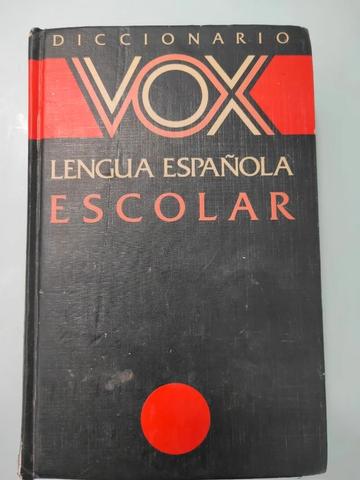 DICCIONARIO
VOX
LENGUA ESPAÑOLA
ESCOLAR